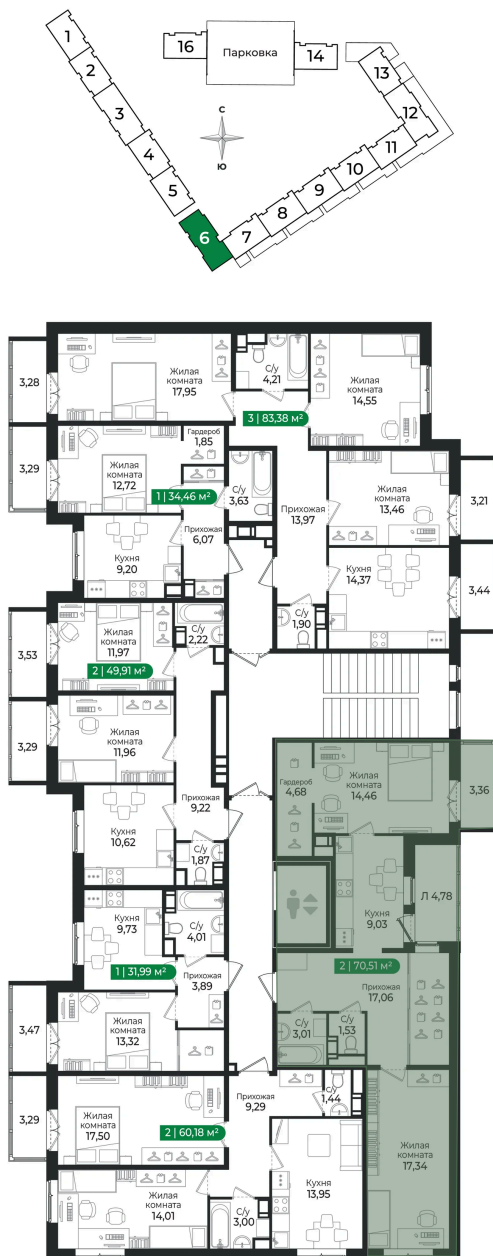 1
2
3
4
5
6
7
8
9
10
11
12
13
14
16
Парковка
С
Ю
3,28
Жилая
комната
17,95
С/у
4,21
Жилая
комната
14,55
3 | 83,38 м²
3,29
Жилая
комната
12,72
Гардероб
1,85
1 | 34,46 м²
С/у
3,63
Прихожая
13,97
Жилая
комната
13,46
3,21
Кухня
9,20
Прихожая
6,07
Кухня
14,37
3,44
С/у
1,90
3,53
Жилая
комната
11,97
С/у
2,22
2 | 49,91 м²
3,29
Жилая
комната
11,96
Прихожая
9,22
Кухня
10,62
С/у
1,87
Гардероб
4,68
Жилая
комната
14,46
3,36
Кухня
9,03
Л 4,78
Кухня
9,73
С/у
4,01
1 | 31,99 м²
Прихожая
3,89
2 | 70,51 м²
Прихожая
17,06
С/у
3,01
С/у
1,53
3,47
Жилая
комната
13,32
3,29
Жилая
комната
17,50
2 | 60,18 м²
Прихожая
9,29
С/у
1,44
Жилая
комната
17,34
Жилая
комната
14,01
С/у
3,00
Кухня
13,95